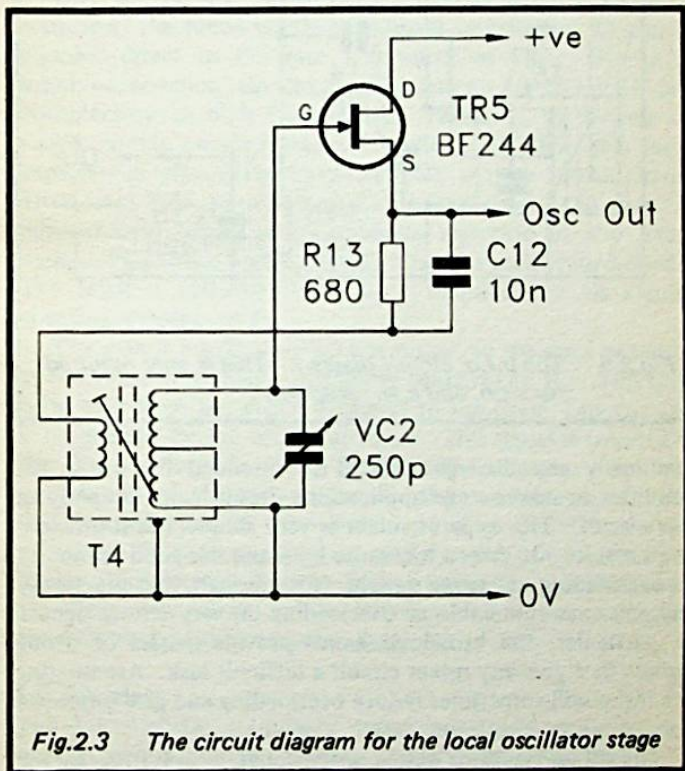 +ve
D
G
TR5
BF244
S
Osc Out
R13
680
C12
10n
VC2
250p
T4
0V
Fig.2.3 The circuit diagram for the local oscillator stage